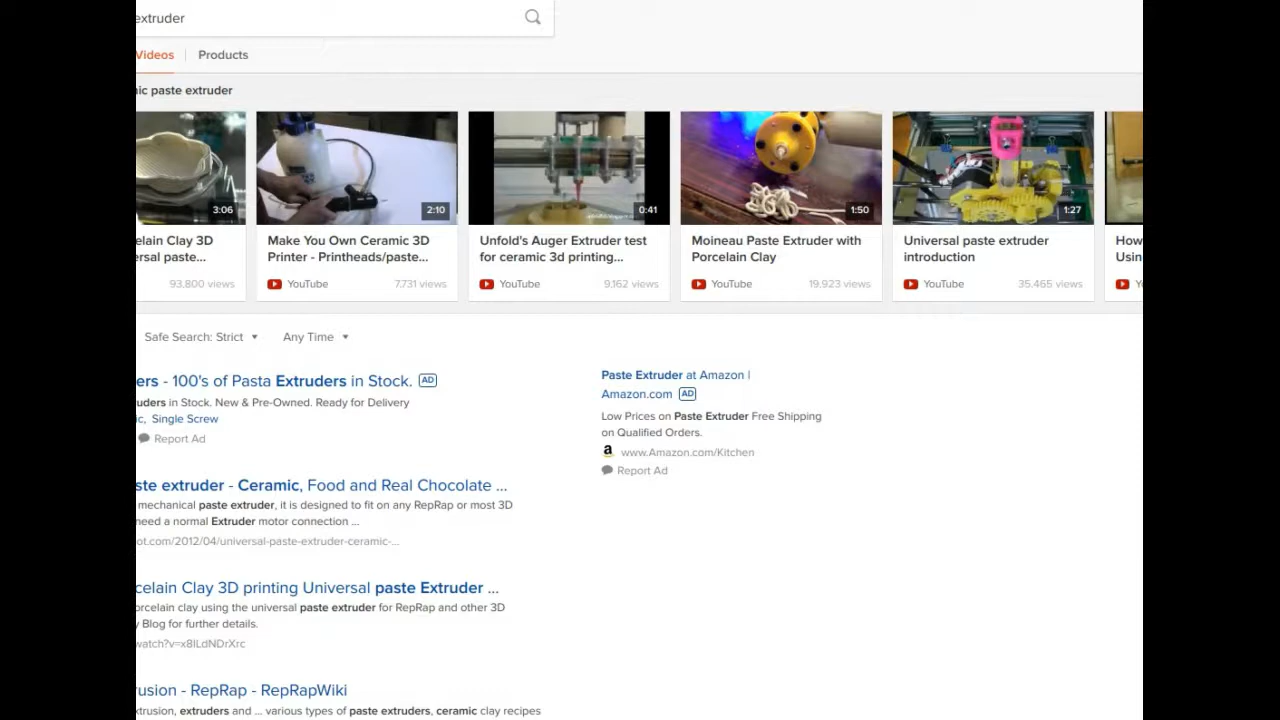 extruder
Videos
Products
ic paste extruder
3:06
2:10
0:41
1:50
1:27
elain Clay 3D
ersal paste...
93.800 views
Make You Own Ceramic 3D
Printer - Printheads/paste...
YouTube
7.731 views
Unfold's Auger Extruder test
for ceramic 3d printing...
YouTube
9.162 views
Moineau Paste Extruder with
Porcelain Clay
YouTube
19.923 views
Universal paste extruder
introduction
YouTube
35.465 views
How
Usin
Safe Search: Strict
Any Time
ers - 100's of Pasta Extruders in Stock. AD
uders in Stock. New & Pre-Owned. Ready for Delivery
ic, Single Screw
Report Ad
ste extruder - Ceramic, Food and Real Chocolate ...
mechanical paste extruder, it is designed to fit on any RepRap or most 3D
need a normal Extruder motor connection ...
ot.com/2012/04/universal-paste-extruder-ceramic-...
celain Clay 3D printing Universal paste Extruder ...
orcelain clay using the universal paste extruder for RepRap and other 3D
y Blog for further details.
rusion - RepRap - RepRapWiki
xtrusion, extruders and ... various types of paste extruders, ceramic clay recipes
Paste Extruder at Amazon |
Amazon.com AD
Low Prices on Paste Extruder Free Shipping
on Qualified Orders.
a www.Amazon.com/Kitchen
Report Ad